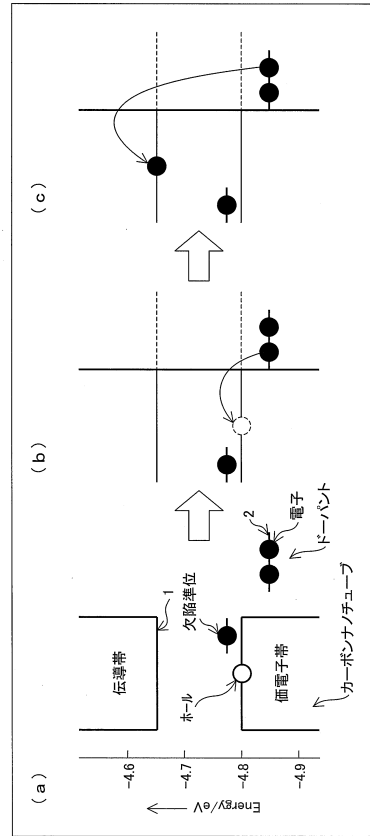 (a)
(b)
(c)
Energy/eV
-4.6
-4.7
-4.8
-4.9
伝導帯
1
欠陥準位
ホール
価電子帯
2
電子
ドーパント
カーボンナノチューブ